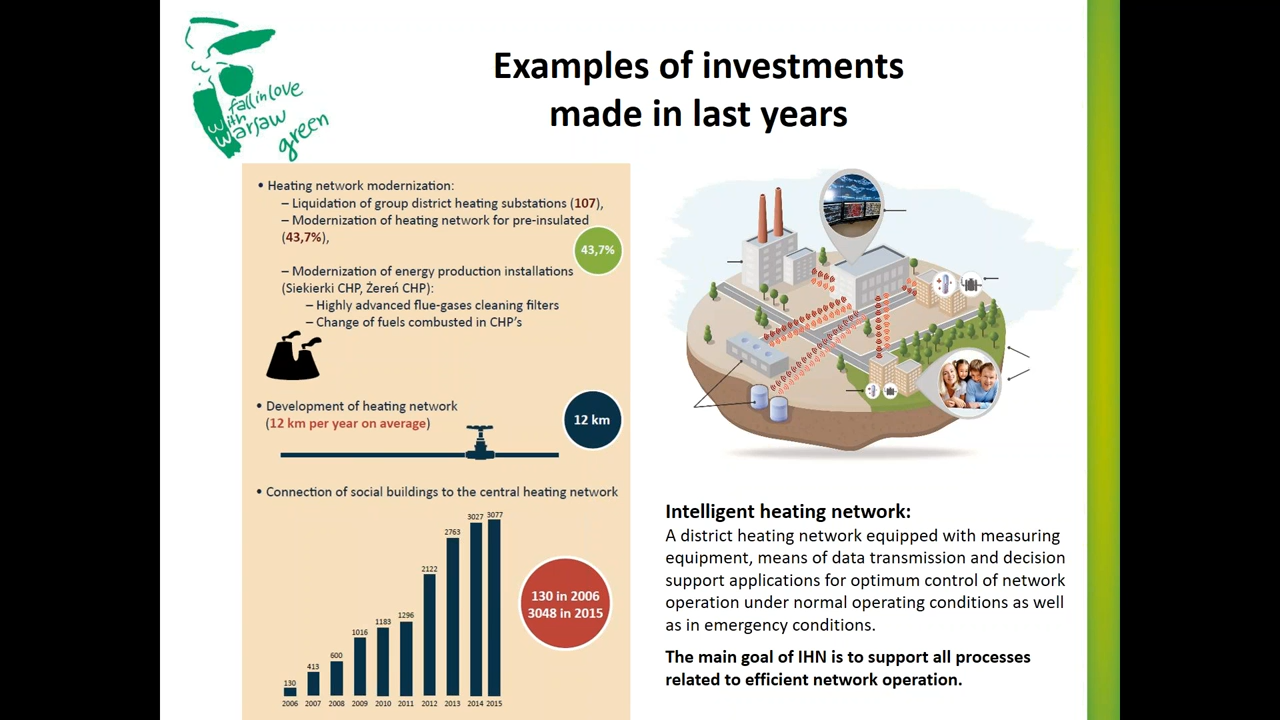 fall in love
with
warsaw
green
Examples of investments
made in last years
• Heating network modernization:
– Liquidation of group district heating substations (107),
– Modernization of heating network for pre-insulated
(43,7%),
43,7%
– Modernization of energy production installations
(Siekierki CHP, Żereń CHP):
– Highly advanced flue-gases cleaning filters
– Change of fuels combusted in CHP's
• Development of heating network
(12 km per year on average)
12 km
• Connection of social buildings to the central heating network
130 413 600 1016 1183 1296 2122 2763 3027 3077
2006 2007 2008 2009 2010 2011 2012 2013 2014 2015
130 in 2006
3048 in 2015
Intelligent heating network:
A district heating network equipped with measuring
equipment, means of data transmission and decision
support applications for optimum control of network
operation under normal operating conditions as well
as in emergency conditions.
The main goal of IHN is to support all processes
related to efficient network operation.